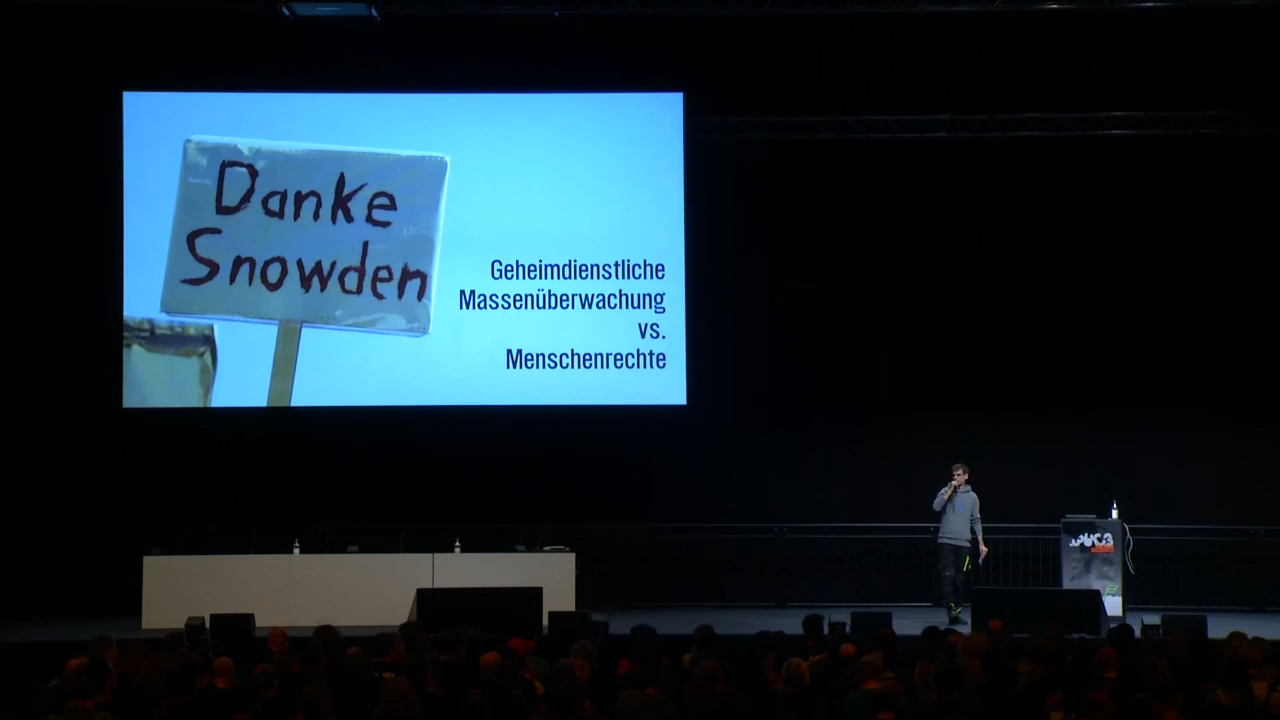 Danke
Snowden
Geheimdienstliche
Massenüberwachung
vs.
Menschenrechte